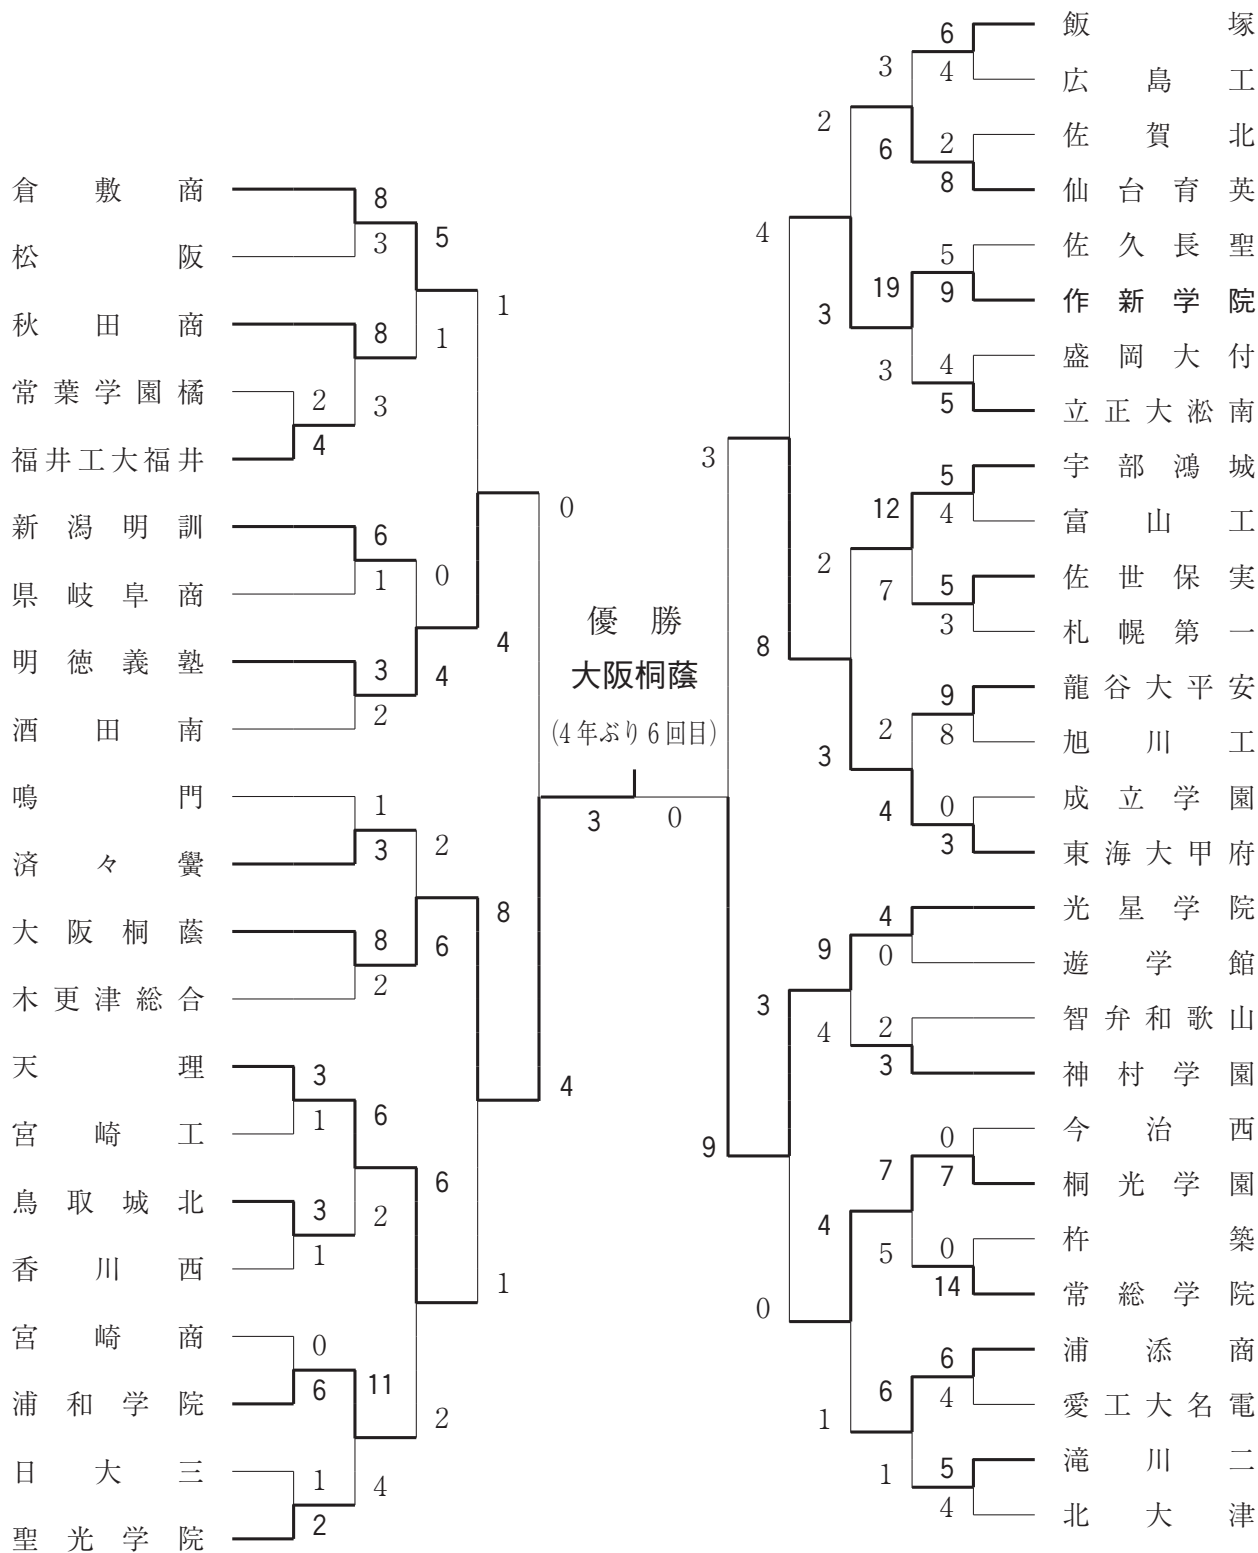 倉敷商
8
5
松阪
3
1
秋田商
8
1
常葉学園橘
2
3
福井工大福井
4
0
新潟明訓
6
県岐阜商
1
0
明徳義塾
3
4
4
酒田南
2
鳴門
1
済々黌
3
2
大阪桐蔭
8
6
8
木更津総合
2
天理
3
6
4
宮崎工
1
鳥取城北
3
2
6
香川西
1
1
宮崎商
0
浦和学院
6
11
2
日大三
1
4
聖光学院
2
優勝
大阪桐蔭
(4年ぶり6回目)
3
0
飯塚
6
3
広島工
4
2
佐賀北
2
6
仙台育英
8
4
佐久長聖
5
19
作新学院
9
3
盛岡大付
4
3
立正大淞南
5
3
宇部鴻城
5
12
富山工
4
2
佐世保実
5
7
札幌第一
3
8
龍谷大平安
9
2
旭川工
8
3
成立学園
0
4
東海大甲府
3
光星学院
4
9
遊学館
0
3
智弁和歌山
2
4
神村学園
3
9
今治西
0
7
桐光学園
7
4
杵築
0
5
常総学院
14
0
浦添商
6
6
愛工大名電
4
1
滝川二
5
1
北大津
4